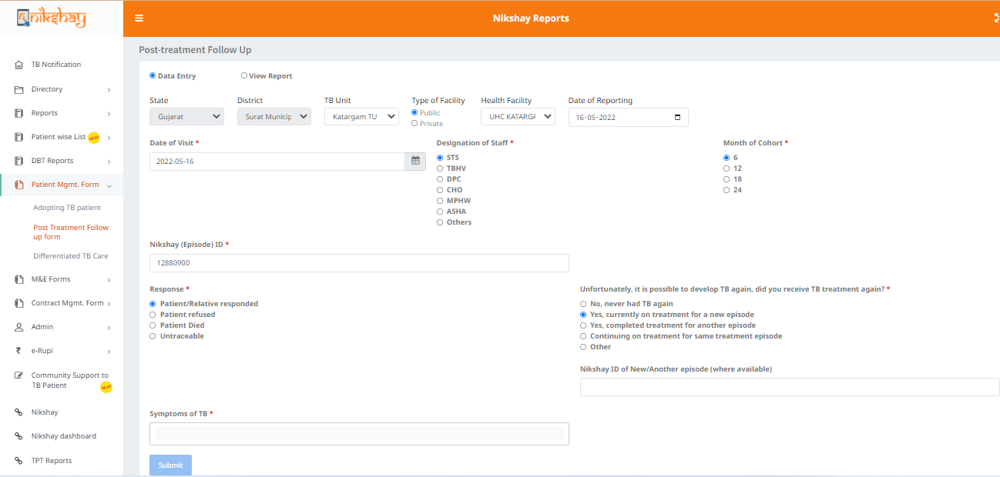 nikshay
Nikshay Reports
TB Notification
Directory
Reports
Patient wise List
DBT Reports
Patient Mgmt. Form
Adopting TB patient
Post Treatment Follow
up form
Differentiated TB Care
M&E Forms
Contract Mgmt. Form
Admin
e-Rupi
Community Support to
TB Patient
Nikshay
Nikshay dashboard
TPT Reports
Post-treatment Follow Up
Data Entry View Report
State District TB Unit Type of Facility Health Facility Date of Reporting
Gujarat Surat Municip Katargam TU Public UHC KATARGA 16-05-2022
Private
Date of Visit * Designation of Staff * Month of Cohort *
2022-05-16 STS 6
TBHV 12
DPC 18
CHO 24
MPHW
ASHA
Others
Nikshay (Episode) ID *
12880900
Response * Unfortunately, it is possible to develop TB again, did you receive TB treatment again? *
Patient/Relative responded No, never had TB again
Patient refused Yes, currently on treatment for a new episode
Patient Died Yes, completed treatment for another episode
Untraceable Continuing on treatment for same treatment episode
Other
Nikshay ID of New/Another episode (where available)
Symptoms of TB *
Submit